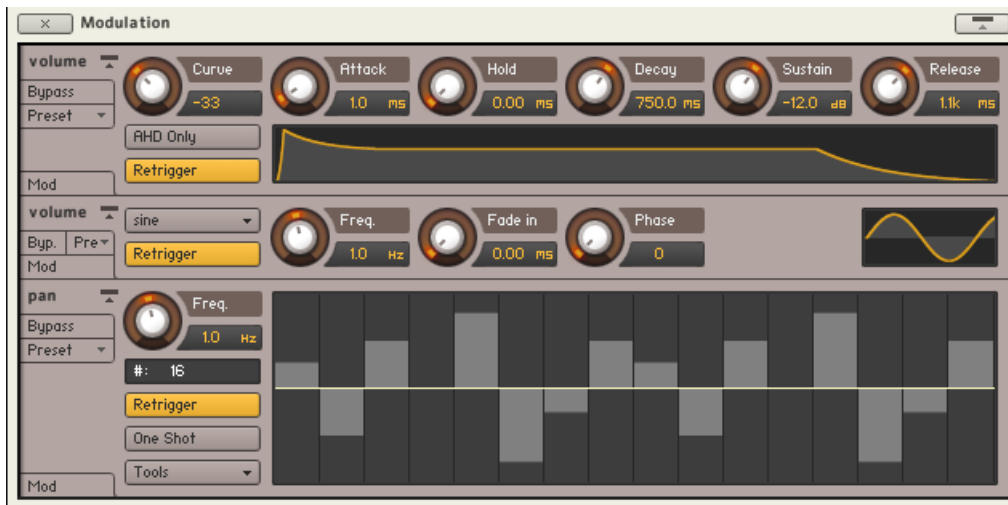 × Modulation
volume
Bypass
Preset
Mod
Curve
-33
Attack
1.0 ms
Hold
0.00 ms
Decay
750.0 ms
Sustain
-12.0 dB
Release
1.1k ms
AHD Only
Retrigger
volume
Byp. Pre
Mod
sine
Retrigger
Freq.
1.0 Hz
Fade in
0.00 ms
Phase
0
pan
Bypass
Preset
Mod
Freq.
1.0 Hz
#: 16
Retrigger
One Shot
Tools